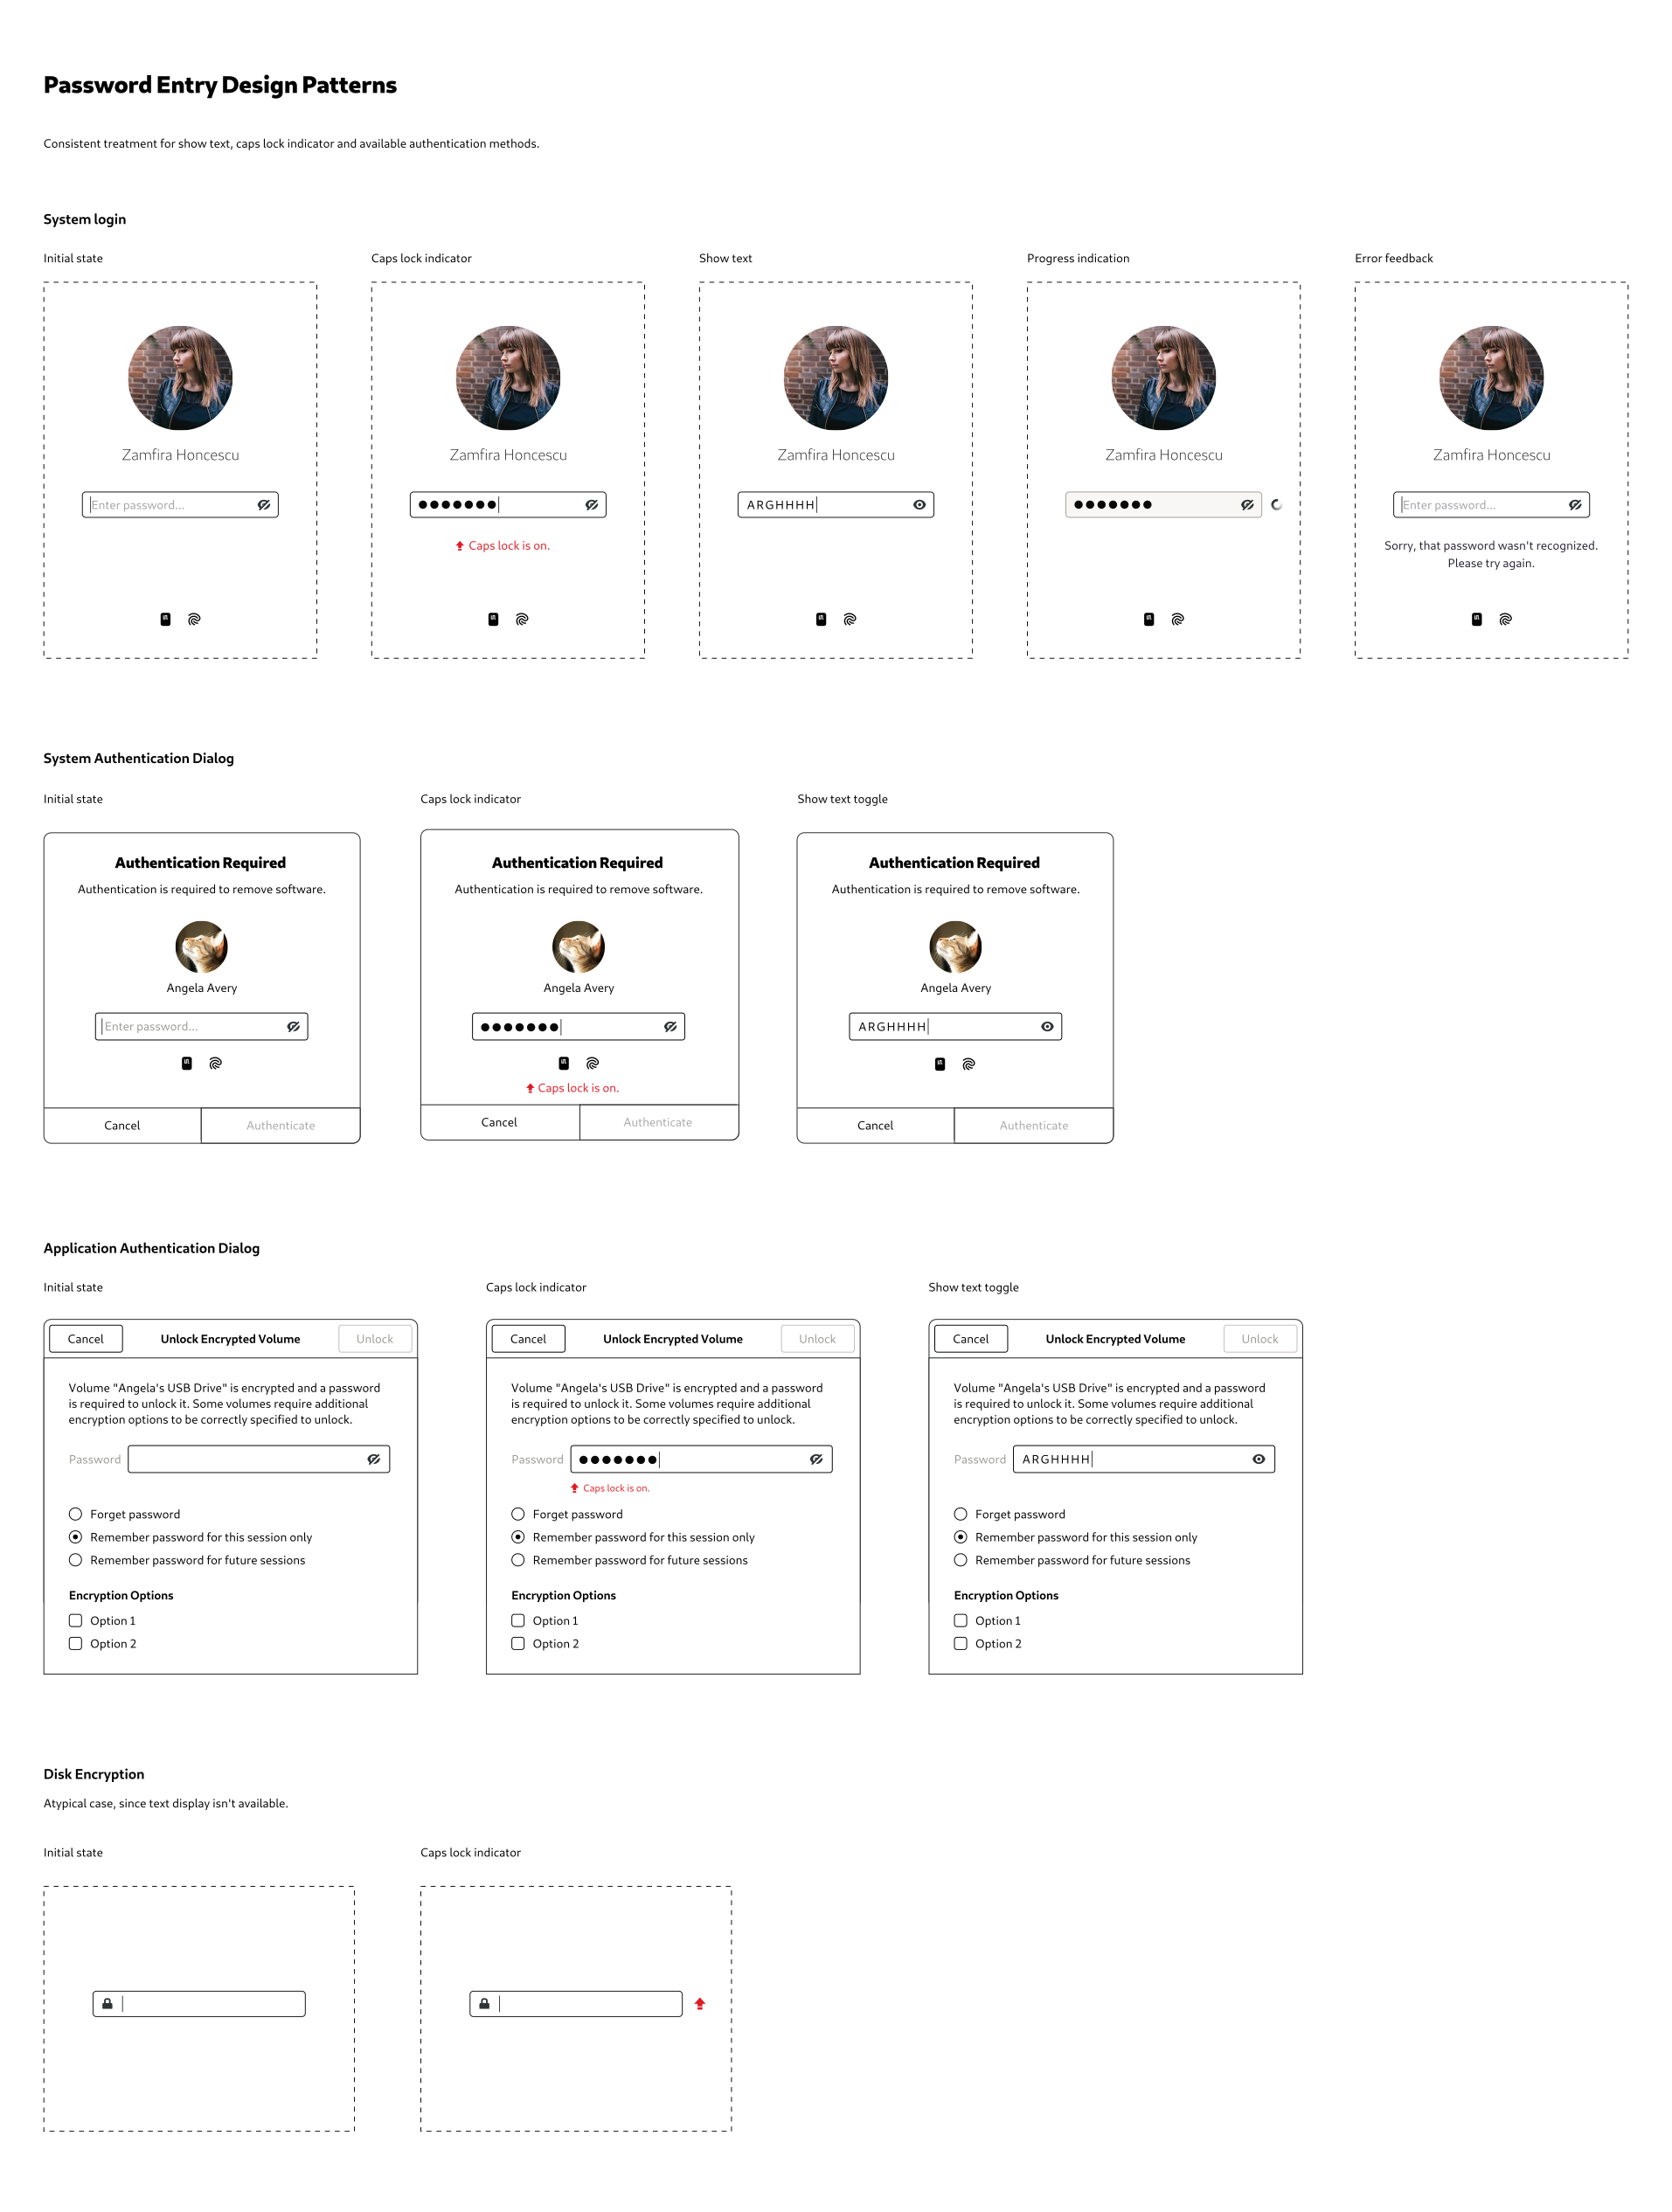 Password Entry Design Patterns
Consistent treatment for show text, caps lock indicator and available authentication methods.
System login
Initial state
Zamfira Honcescu
Enter password...
Caps lock indicator
Zamfira Honcescu
Caps lock is on.
Show text
Zamfira Honcescu
ARGHHHH
Progress indication
Zamfira Honcescu
Error feedback
Zamfira Honcescu
Enter password...
Sorry, that password wasn't recognized.
Please try again.
System Authentication Dialog
Initial state
Authentication Required
Authentication is required to remove software.
Angela Avery
Enter password...
Cancel
Authenticate
Caps lock indicator
Authentication Required
Authentication is required to remove software.
Angela Avery
Caps lock is on.
Cancel
Authenticate
Show text toggle
Authentication Required
Authentication is required to remove software.
Angela Avery
ARGHHHH
Cancel
Authenticate
Application Authentication Dialog
Initial state
Cancel
Unlock Encrypted Volume
Unlock
Volume "Angela's USB Drive" is encrypted and a password
is required to unlock it. Some volumes require additional
encryption options to be correctly specified to unlock.
Password
Forget password
Remember password for this session only
Remember password for future sessions
Encryption Options
Option 1
Option 2
Caps lock indicator
Cancel
Unlock Encrypted Volume
Unlock
Volume "Angela's USB Drive" is encrypted and a password
is required to unlock it. Some volumes require additional
encryption options to be correctly specified to unlock.
Password
Caps lock is on.
Forget password
Remember password for this session only
Remember password for future sessions
Encryption Options
Option 1
Option 2
Show text toggle
Cancel
Unlock Encrypted Volume
Unlock
Volume "Angela's USB Drive" is encrypted and a password
is required to unlock it. Some volumes require additional
encryption options to be correctly specified to unlock.
Password
ARGHHHH
Forget password
Remember password for this session only
Remember password for future sessions
Encryption Options
Option 1
Option 2
Disk Encryption
Atypical case, since text display isn't available.
Initial state
Caps lock indicator